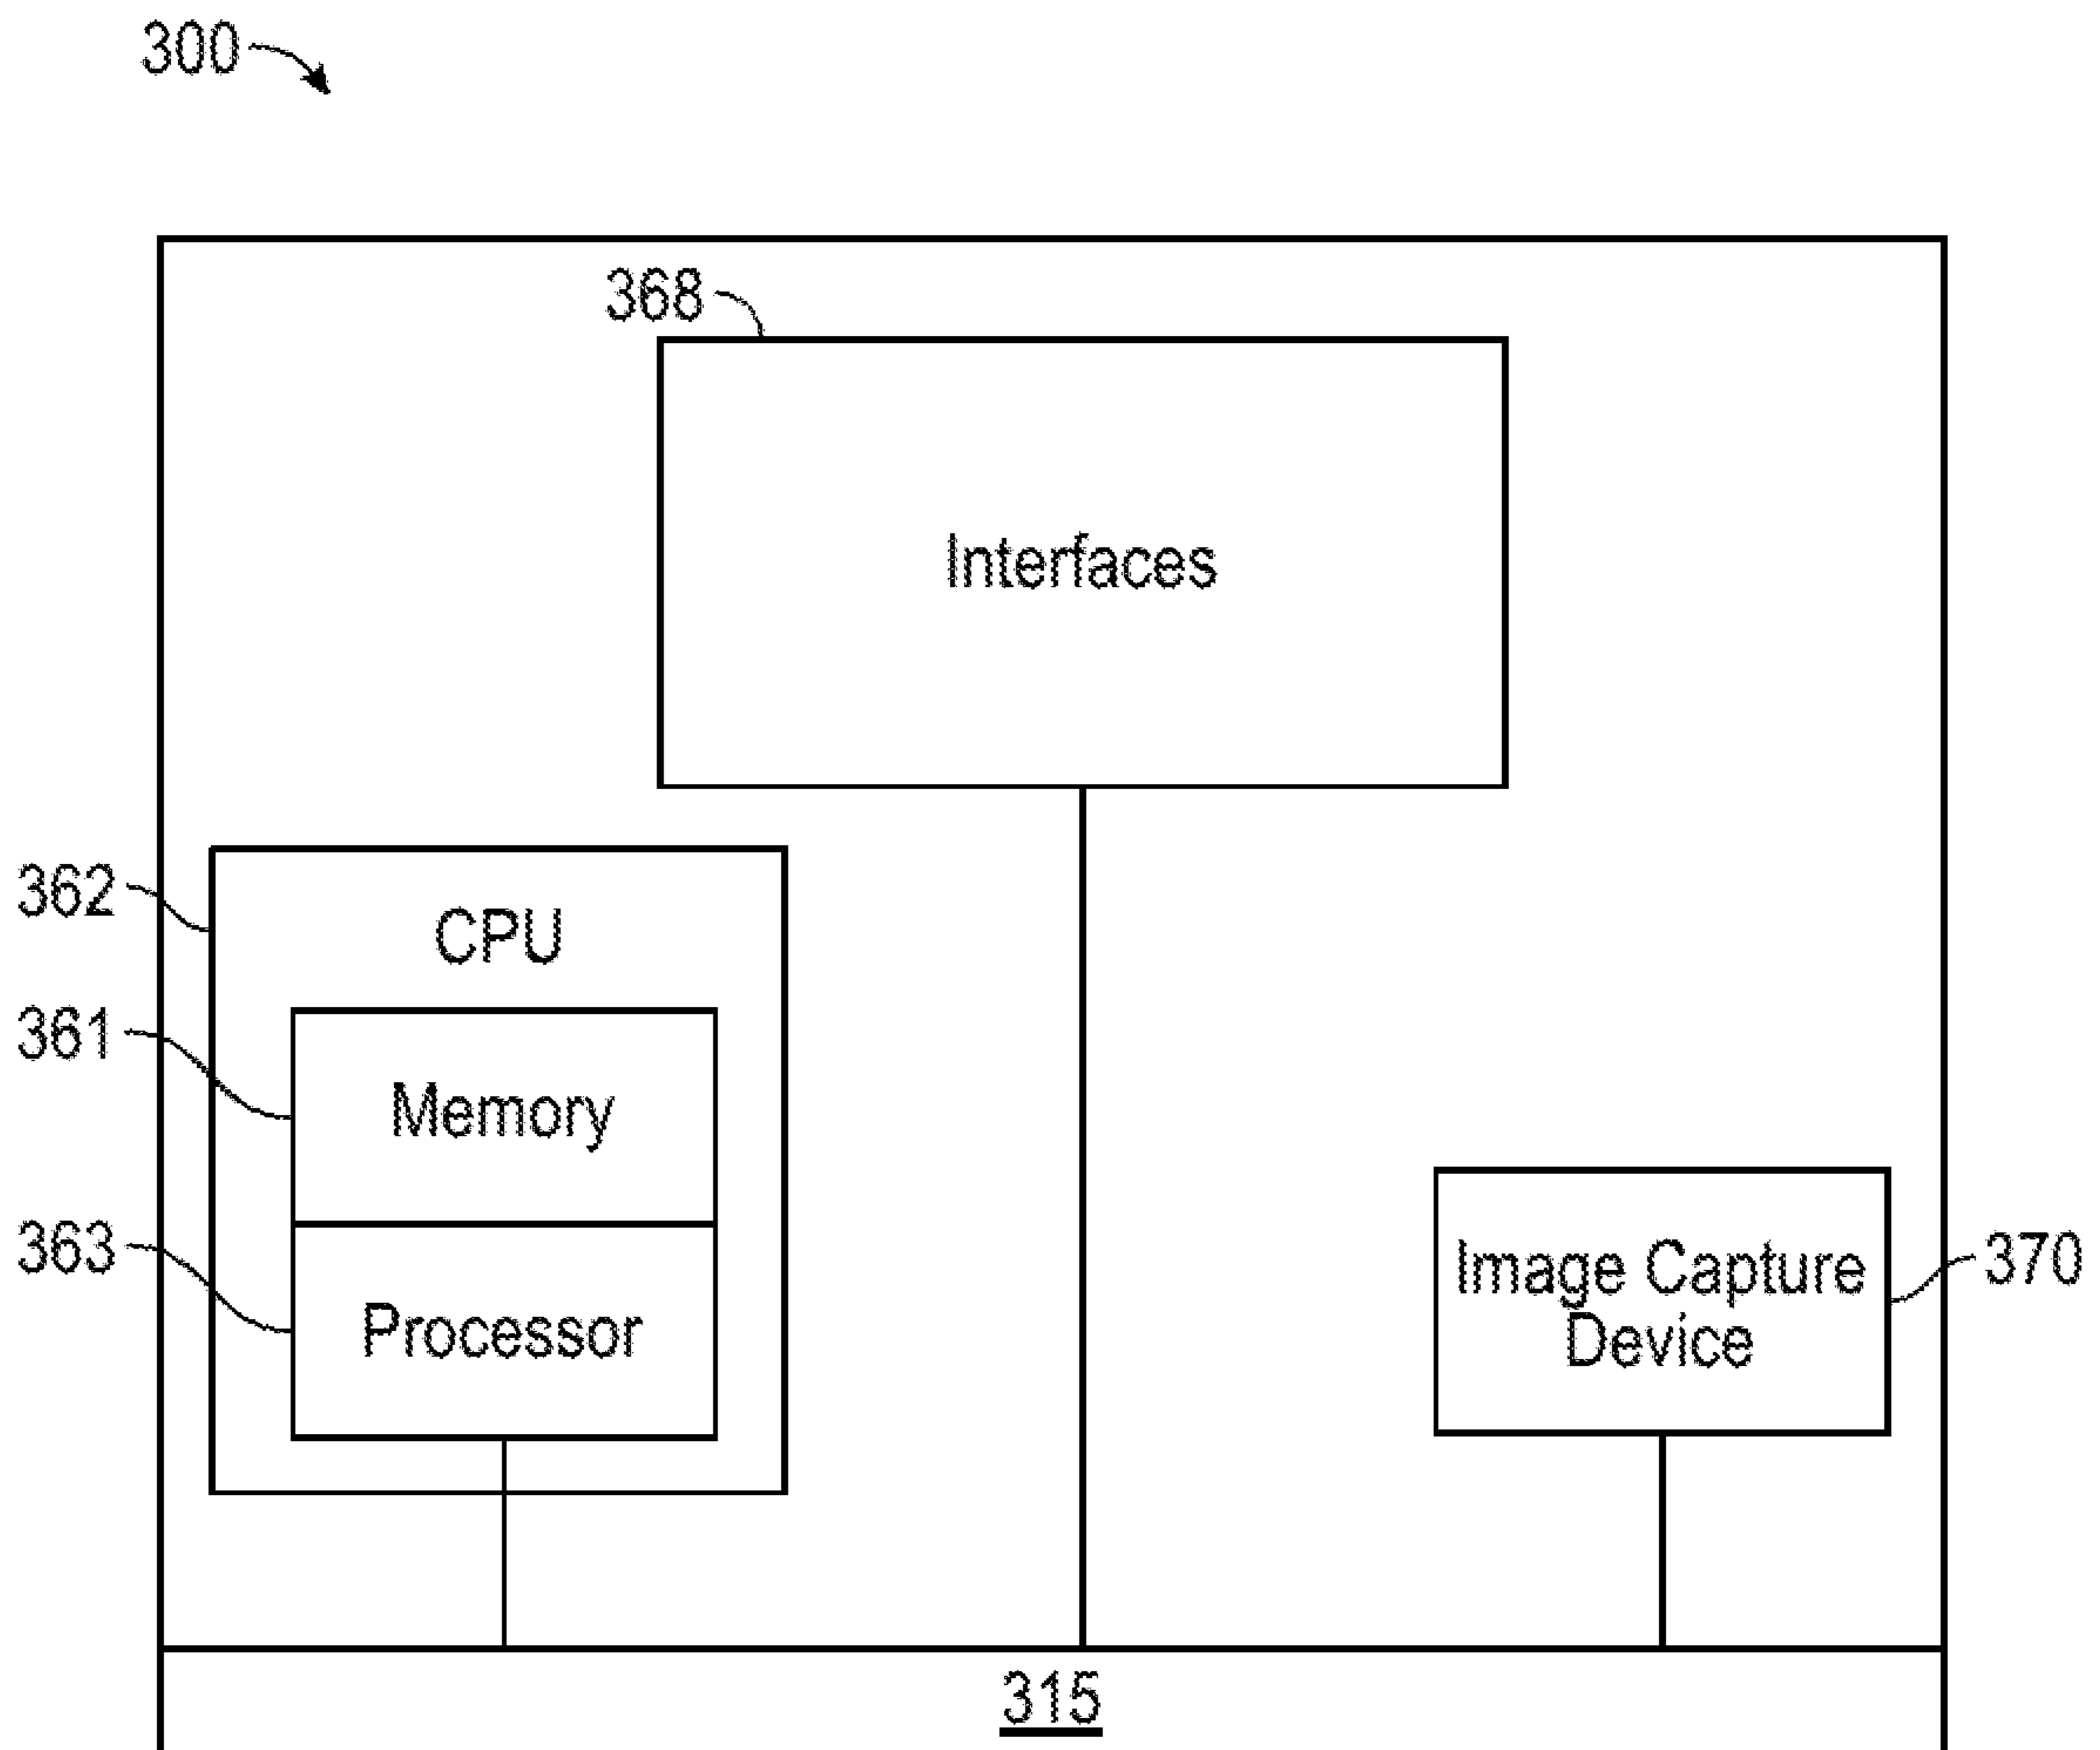 300
368
Interfaces
362
CPU
361
Memory
363
Processor
Image Capture
Device
370
315